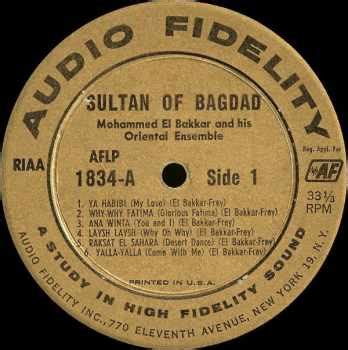 AUDIO FIDELITY
SULTAN OF BAGDAD
Mohammed El Bakkar and his
Oriental Ensemble
Reg. Appl. For
RIAA
AFLP
1834-A
Side 1
AF
33⅓
RPM
1. YA HABIBI (My Love) (El Bakkar-Frey)
2. WHY-WHY FATIMA (Glorious Fatima) (El Bakkar-Frey)
3. ANA WINTA (You and I) (El Bakkar-Frey)
4. LAYSH LAYSH (Why Oh Why) (El Bakkar-Frey)
5. RAKSAT EL SAHARA (Desert Dance) (El Bakkar-Frey)
6. YALLA-YALLA (Come With Me) (El Bakkar-Frey)
PRINTED IN U.S.A.
A STUDY IN HIGH FIDELITY SOUND
AUDIO FIDELITY INC., 770 ELEVENTH AVENUE, NEW YORK 19, N.Y.